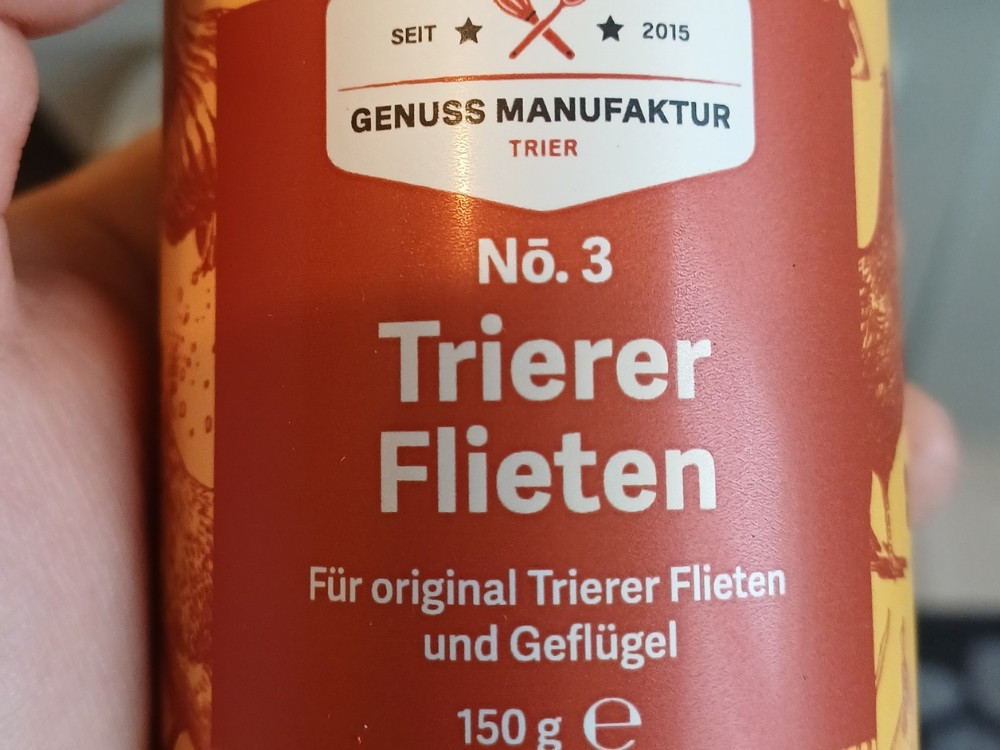 SEIT ★ ★ 2015
GENUSS MANUFAKTUR
TRIER
Nō. 3
Trierer
Flieten
Für original Trierer Flieten
und Geflügel
150 g ℮